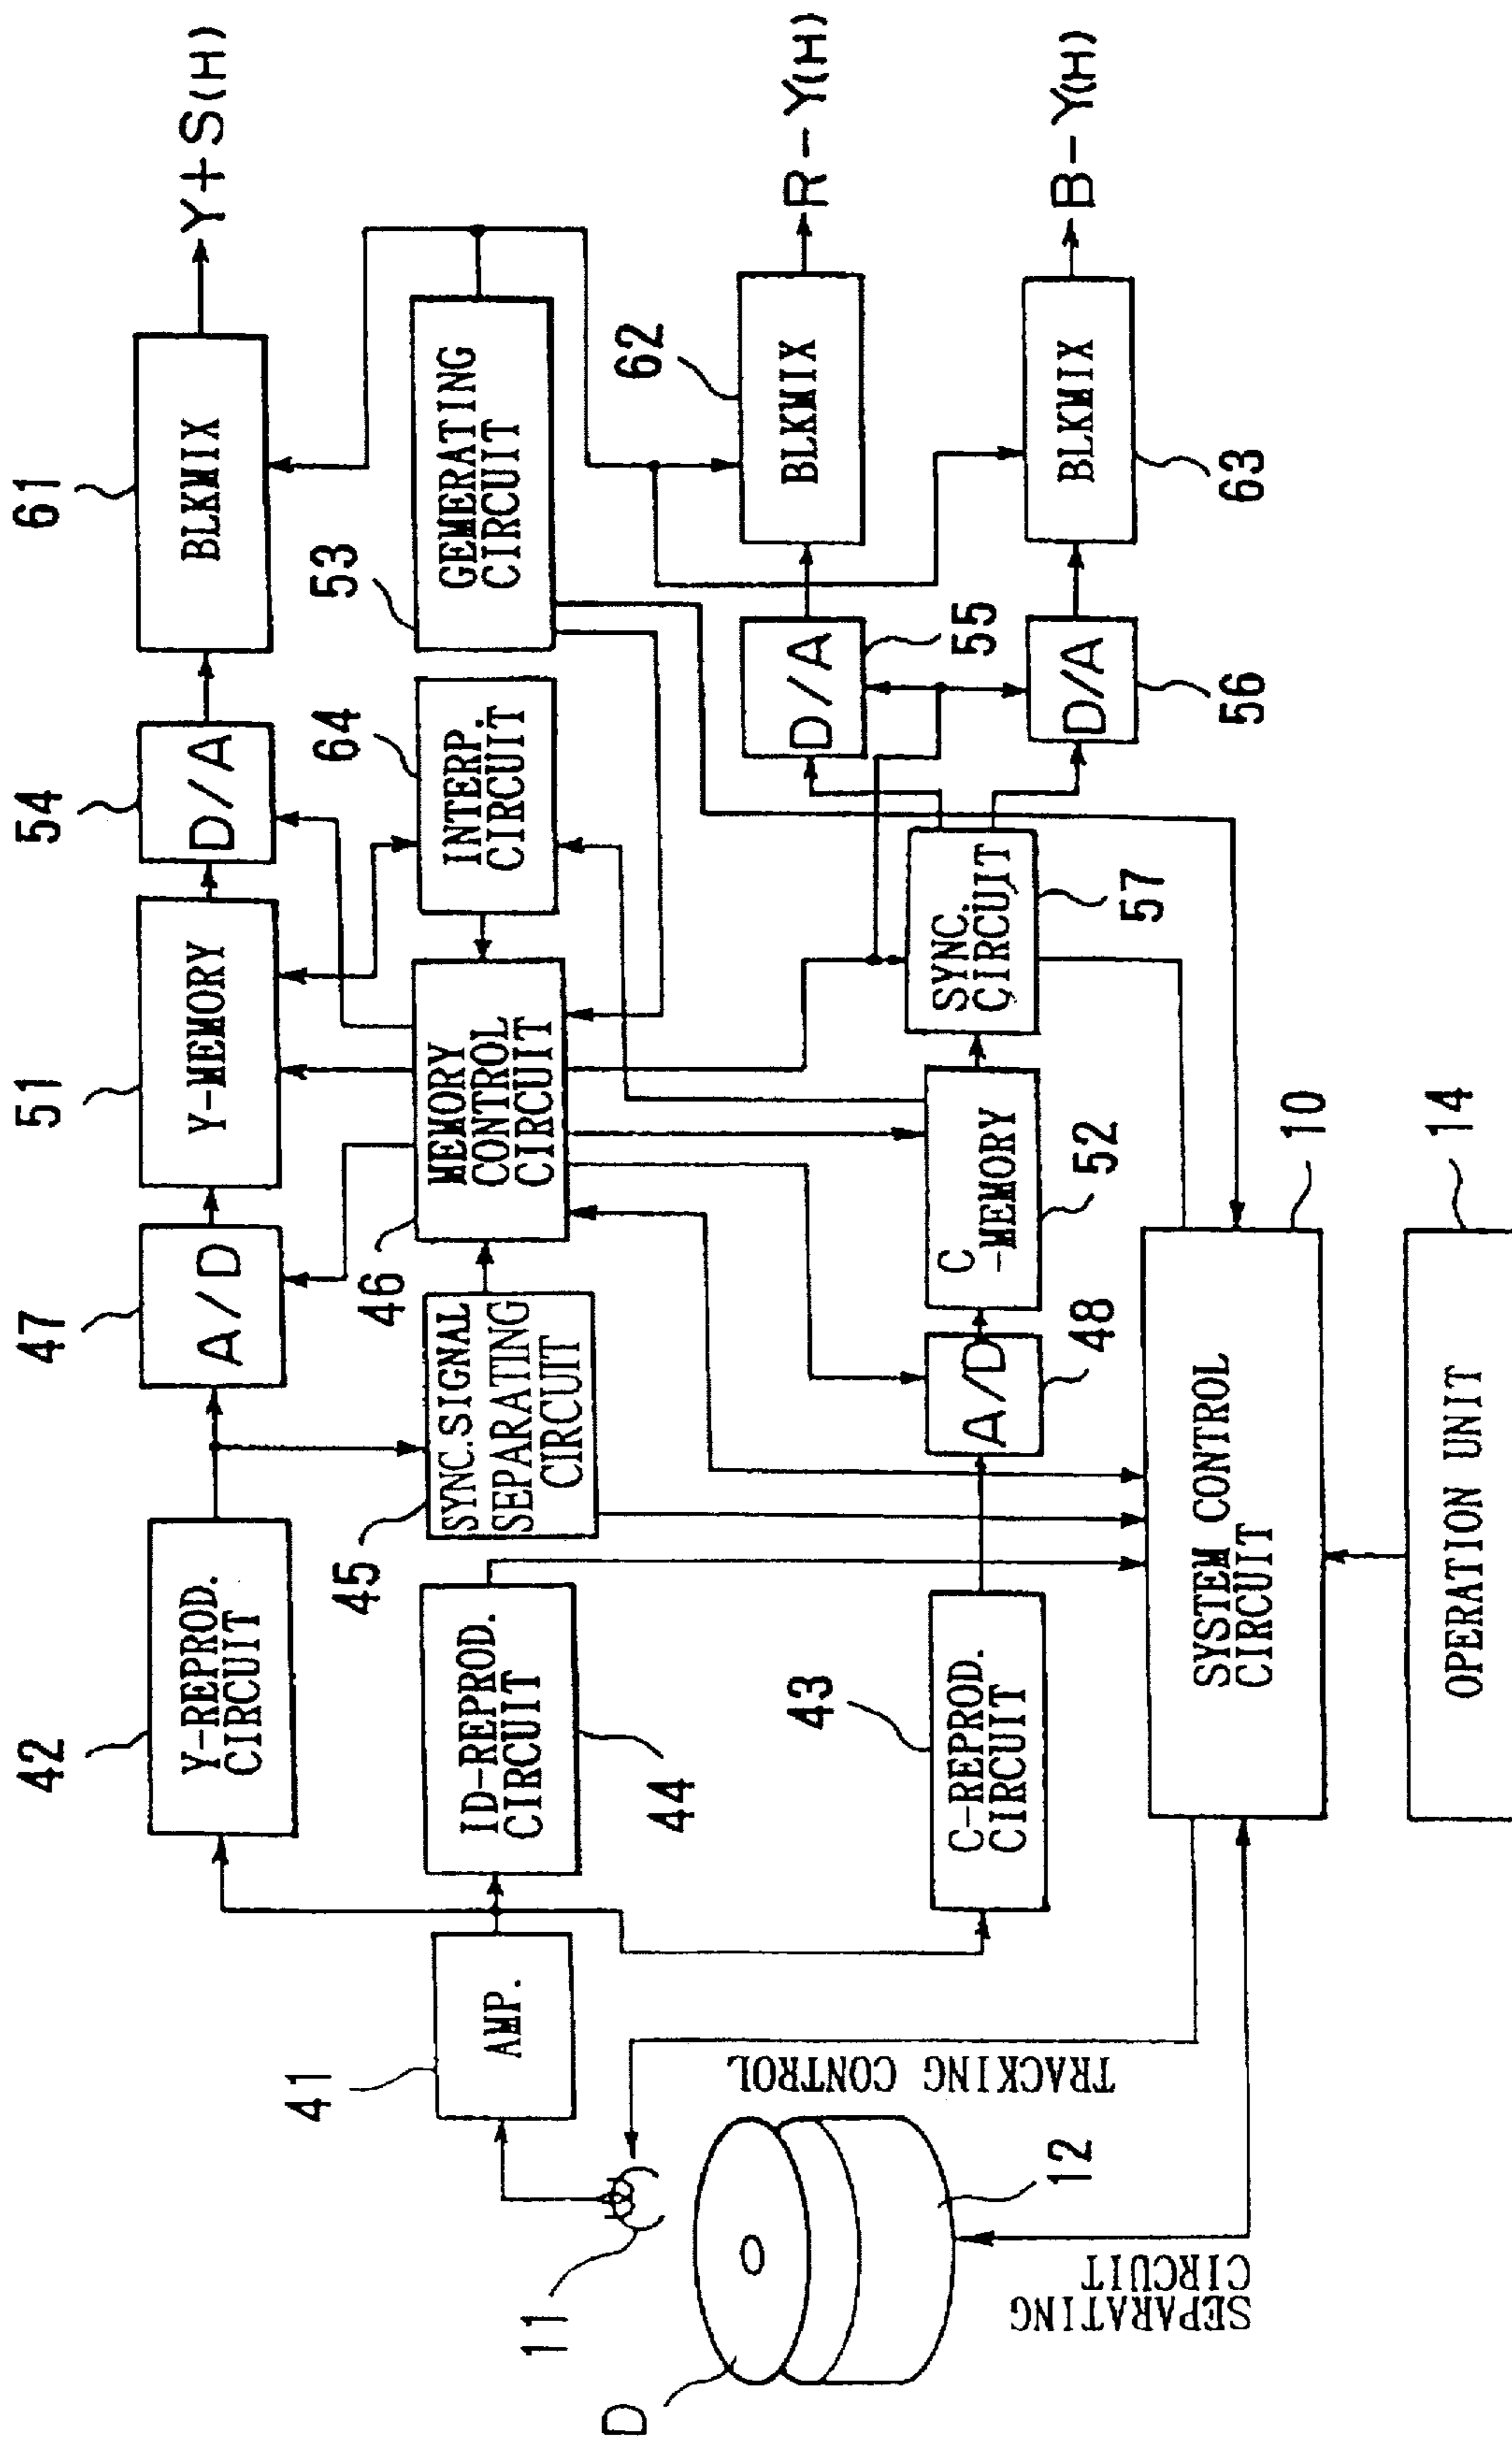 42
Y-REPROD.
CIRCUIT
47
A/D
51
Y-MEMORY
54
D/A
61
BLKMIX
Y+S(H)
41
AMP.
ID-REPROD.
CIRCUIT
44
45
SYNC.SIGNAL
SEPARATING
CIRCUIT
46
MEMORY
CONTROL
CIRCUIT
64
INTERP.
CIRCUIT
53
GEMERATING
CIRCUIT
11
D
12
TRACKING CONTROL
SEPARATING
CIRCUIT
43
C-REPROD.
CIRCUIT
A/D
48
C
-MEMORY
52
SYNC.
CIRCUIT
57
D/A
55
D/A
56
62
BLKMIX
R-Y(H)
BLKMIX
63
B-Y(H)
SYSTEM CONTROL
CIRCUIT
10
OPERATION UNIT
14